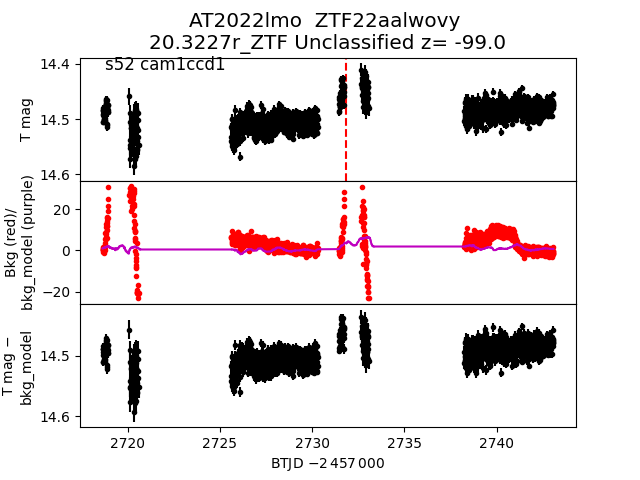 AT2022lmo  ZTF22aalwovy
20.3227r_ZTF Unclassified z= -99.0
s52 cam1ccd1
14.4
14.5
14.6
T mag
20
0
−20
Bkg (red)/
bkg_model (purple)
14.5
14.6
T mag −
bkg_model
2720
2725
2730
2735
2740
BTJD −2 457 000